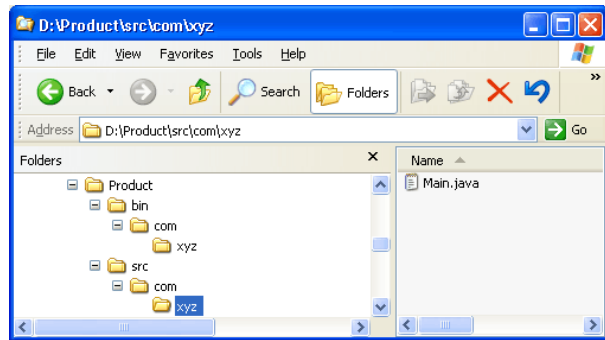 D:\Product\src\com\xyz
File Edit View Favorites Tools Help
Back Search Folders »
Address D:\Product\src\com\xyz Go
Folders x Name
Product
Main.java
bin
com
xyz
src
com
xyz